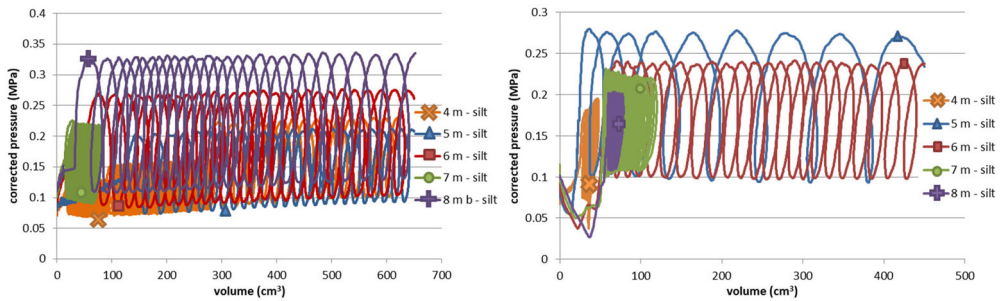 0.4
0.35
0.3
0.25
0.2
0.15
0.1
0.05
0
corrected pressure (MPa)
0 100 200 300 400 500 600 700
volume (cm³)
4 m - silt
5 m - silt
6 m - silt
7 m - silt
8 m b - silt
0.3
0.25
0.2
0.15
0.1
0.05
0
corrected pressure (MPa)
0 100 200 300 400 500
volume (cm³)
4 m - silt
5 m - silt
6 m - silt
7 m - silt
8 m - silt